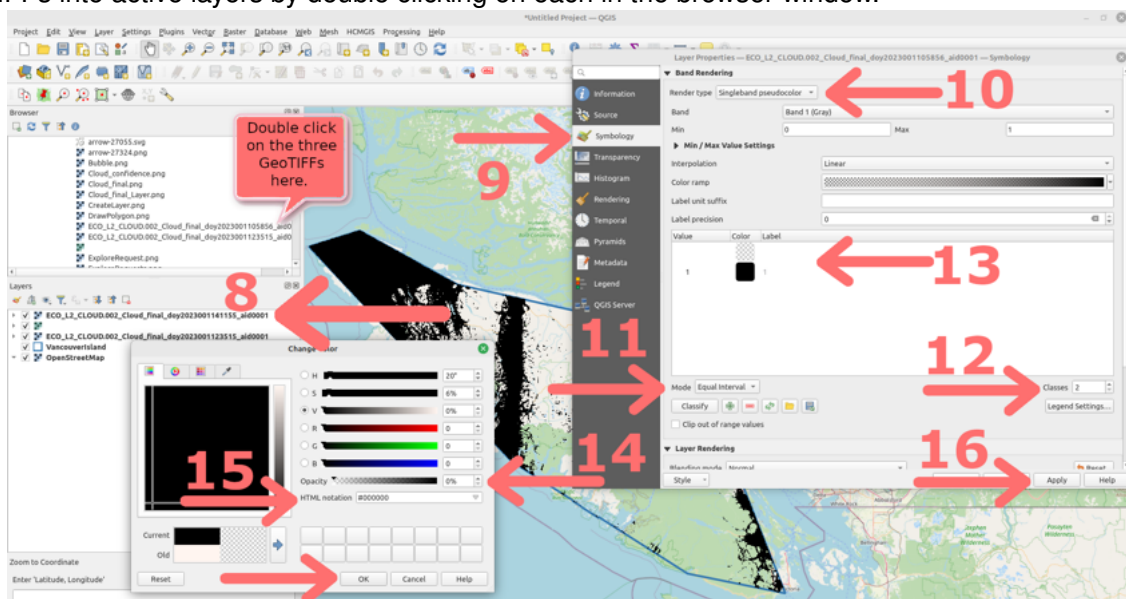 into active layers by double clicking on each in the browser window.
*Untitled Project — QGIS
Project Edit View Layer Settings Plugins Vector Raster Database Web Mesh HCMGIS Processing Help
Browser
arrow-27055.svg
arrow-27324.png
Bubble.png
Cloud_confidence.png
Cloud_final.png
Cloud_final_Layer.png
CreateLayer.png
DrawPolygon.png
ECO_L2_CLOUD.002_Cloud_final_doy2023001105856_aid0
ECO_L2_CLOUD.002_Cloud_final_doy2023001123515_aid0
ExploreRequest.png
Double click
on the three
GeoTIFFs
here.
Layers
8
ECO_L2_CLOUD.002_Cloud_final_doy2023001141155_aid0001
ECO_L2_CLOUD.002_Cloud_final_doy2023001123515_aid0001
VancouverIsland
OpenStreetMap
Zoom to Coordinate
Enter 'Latitude, Longitude'
Change Color
H 20°
S 6%
V 0%
R 0
G 0
B 0
Opacity 0%
14
15
HTML notation #000000
Current
Old
Reset OK Cancel Help
Layer Properties — ECO_L2_CLOUD.002_Cloud_final_doy2023001105856_aid0001 — Symbology
Information
Source
Symbology
9
Transparency
Histogram
Rendering
Temporal
Pyramids
Metadata
Legend
QGIS Server
Band Rendering
Render type Singleband pseudocolor
10
Band Band 1 (Gray)
Min 0 Max 1
Min / Max Value Settings
Interpolation Linear
Color ramp
Label unit suffix
Label precision 0
Value Color Label
1 1
13
11
12
Mode Equal Interval Classes 2
Classify Legend Settings...
Clip out of range values
Layer Rendering
Blending mode Normal Reset
16
Style Apply Help